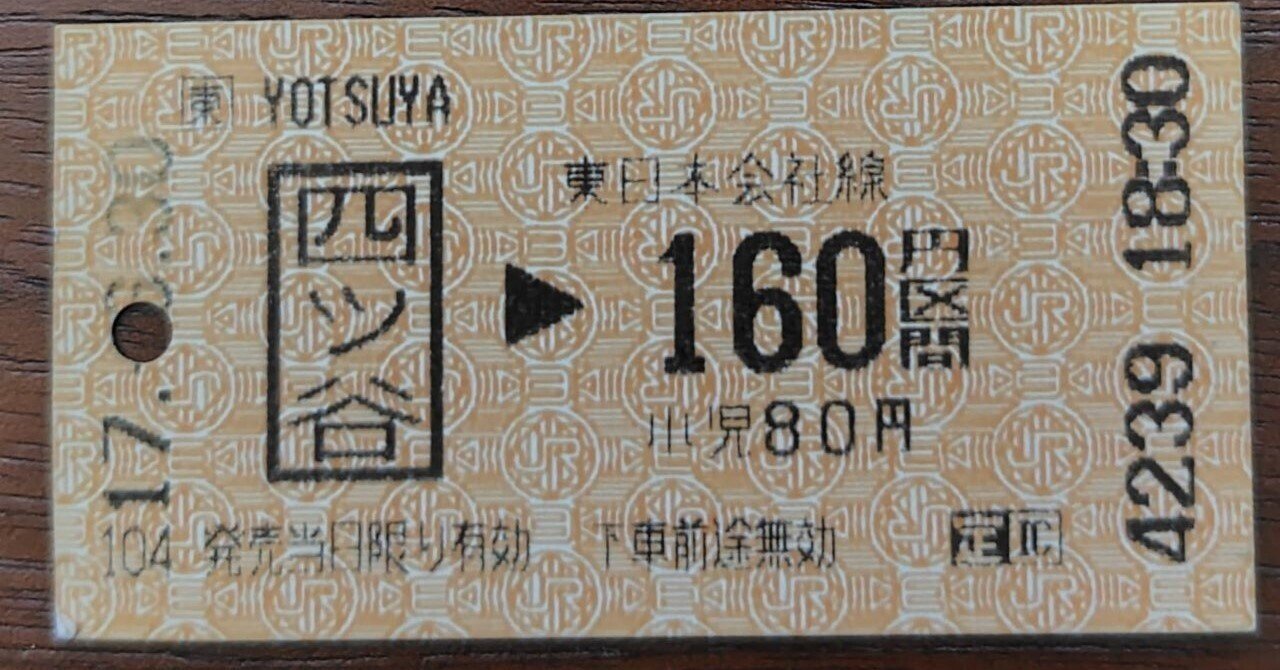 東 YOTSUYA
四ツ谷
▶
東日本会社線
160円区間
小児80円
104 発売当日限り有効 下車前途無効
17.-6.30
4239 18-30